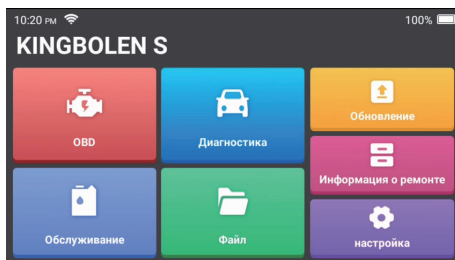 10:20 PM
100%
KINGBOLEN S
OBD
Диагностика
Обновление
Информация о ремонте
Обслуживание
Файл
настройка